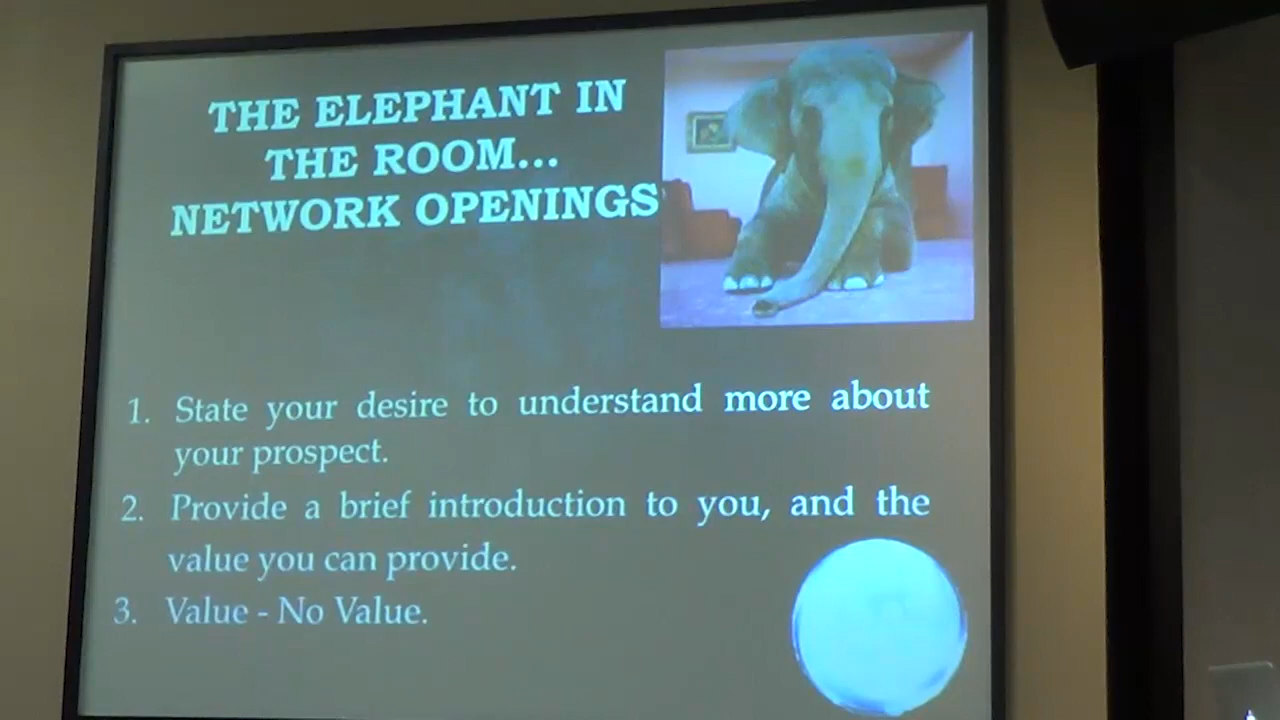 THE ELEPHANT IN
THE ROOM...
NETWORK OPENINGS
1. State your desire to understand more about
your prospect.
2. Provide a brief introduction to you, and the
value you can provide.
3. Value - No Value.